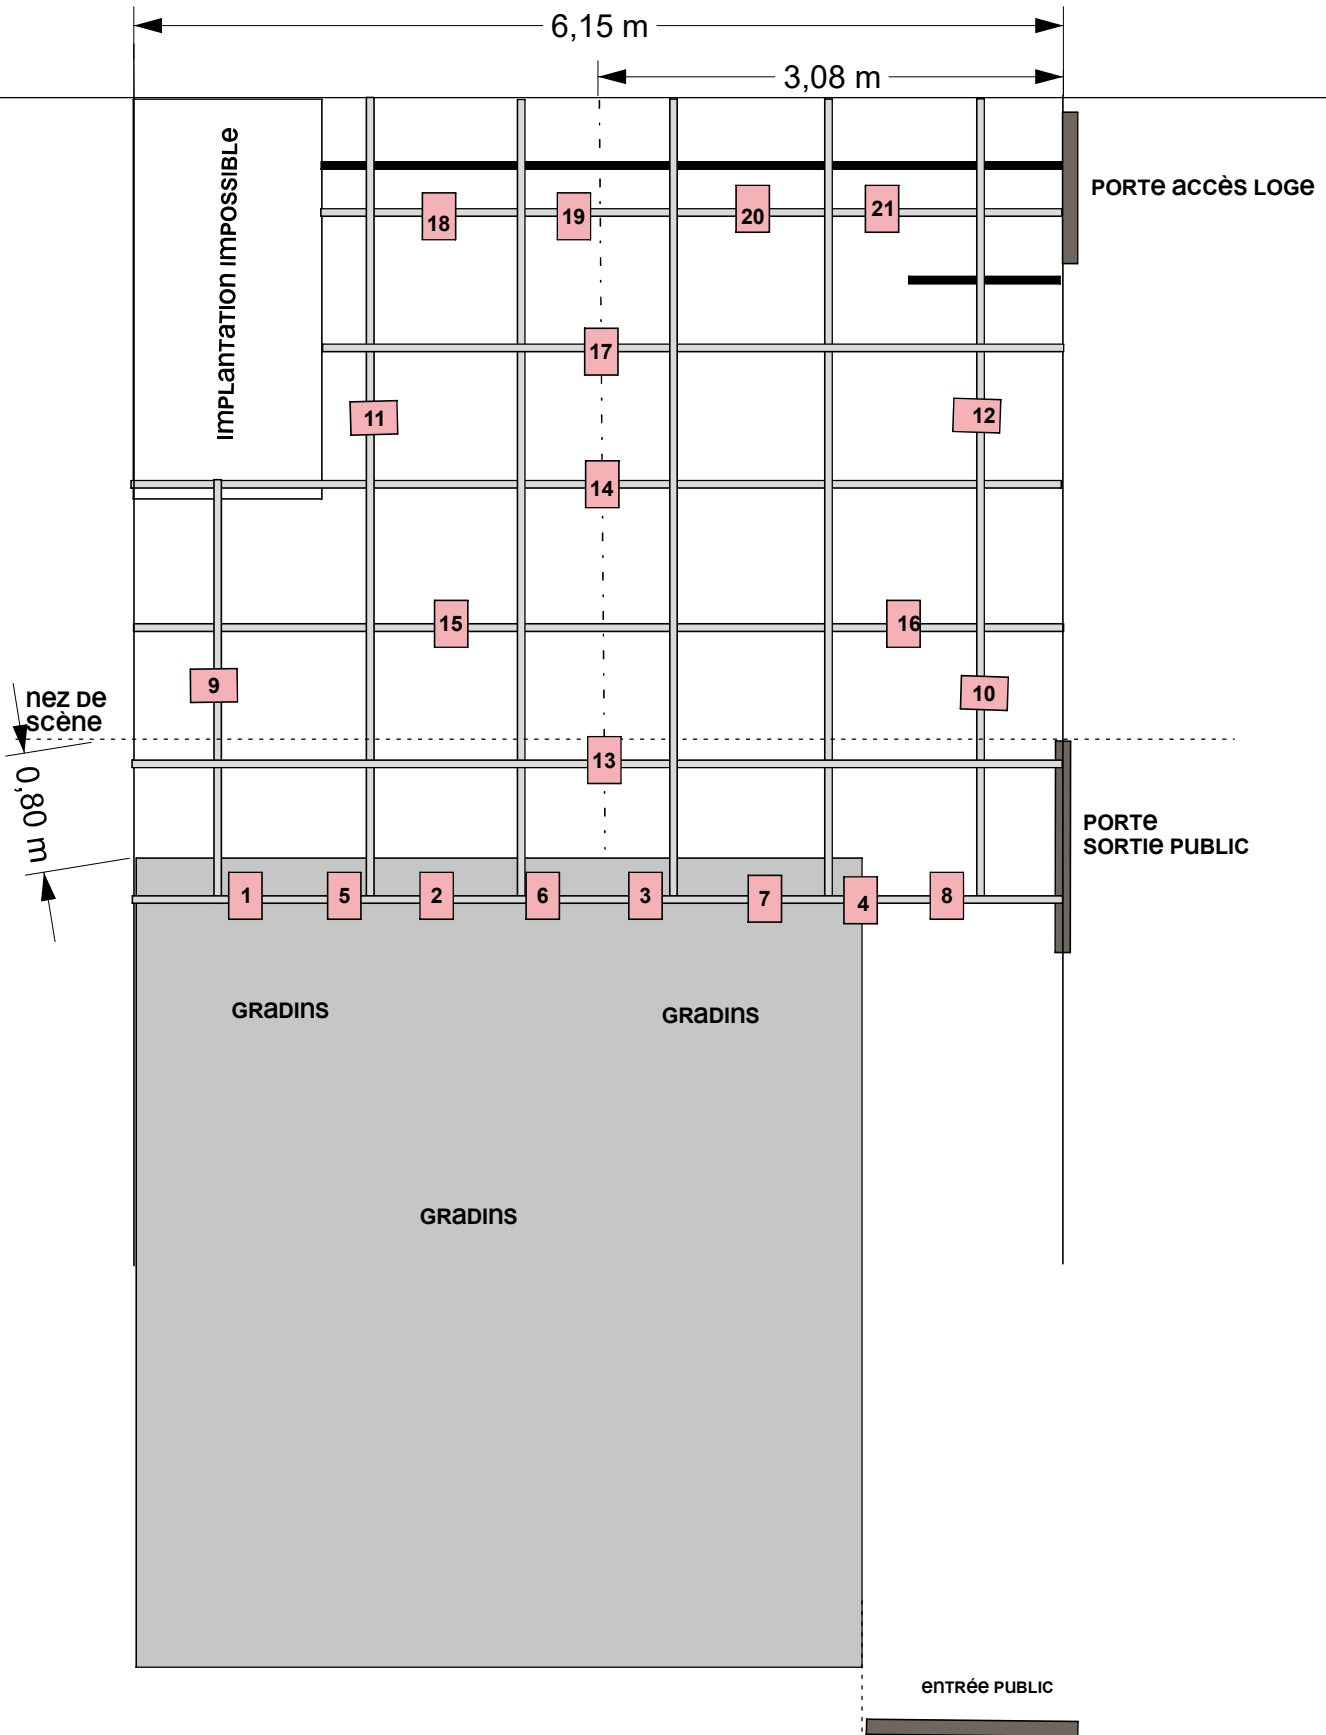 6,15 m
3,08 m
IMPLANTATION IMPOSSIBLE
PORTE ACCÈS LOGE
18
19
20
21
17
11
12
14
15
16
9
10
NEZ DE
SCÈNE
13
0,80 m
PORTE
SORTIE PUBLIC
1
5
2
6
3
7
4
8
GRADINS
GRADINS
GRADINS
ENTRÉE PUBLIC